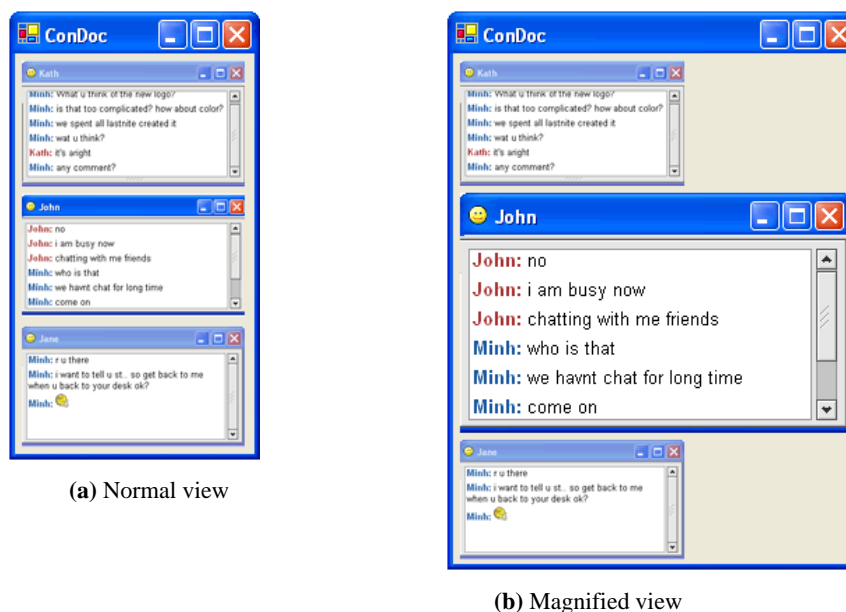 ConDoc
Kath
Minh: What u think of the new logo?
Minh: is that too complicated? how about color?
Minh: we spent all lastnite created it
Minh: wat u think?
Kath: it's aright
Minh: any comment?
John
John: no
John: i am busy now
John: chatting with me friends
Minh: who is that
Minh: we havnt chat for long time
Minh: come on
Jane
Minh: r u there
Minh: i want to tell u st.. so get back to me
when u back to your desk ok?
Minh:
(a) Normal view
ConDoc
Kath
Minh: What u think of the new logo?
Minh: is that too complicated? how about color?
Minh: we spent all lastnite created it
Minh: wat u think?
Kath: it's aright
Minh: any comment?
John
John: no
John: i am busy now
John: chatting with me friends
Minh: who is that
Minh: we havnt chat for long time
Minh: come on
Jane
Minh: r u there
Minh: i want to tell u st.. so get back to me
when u back to your desk ok?
Minh:
(b) Magnified view